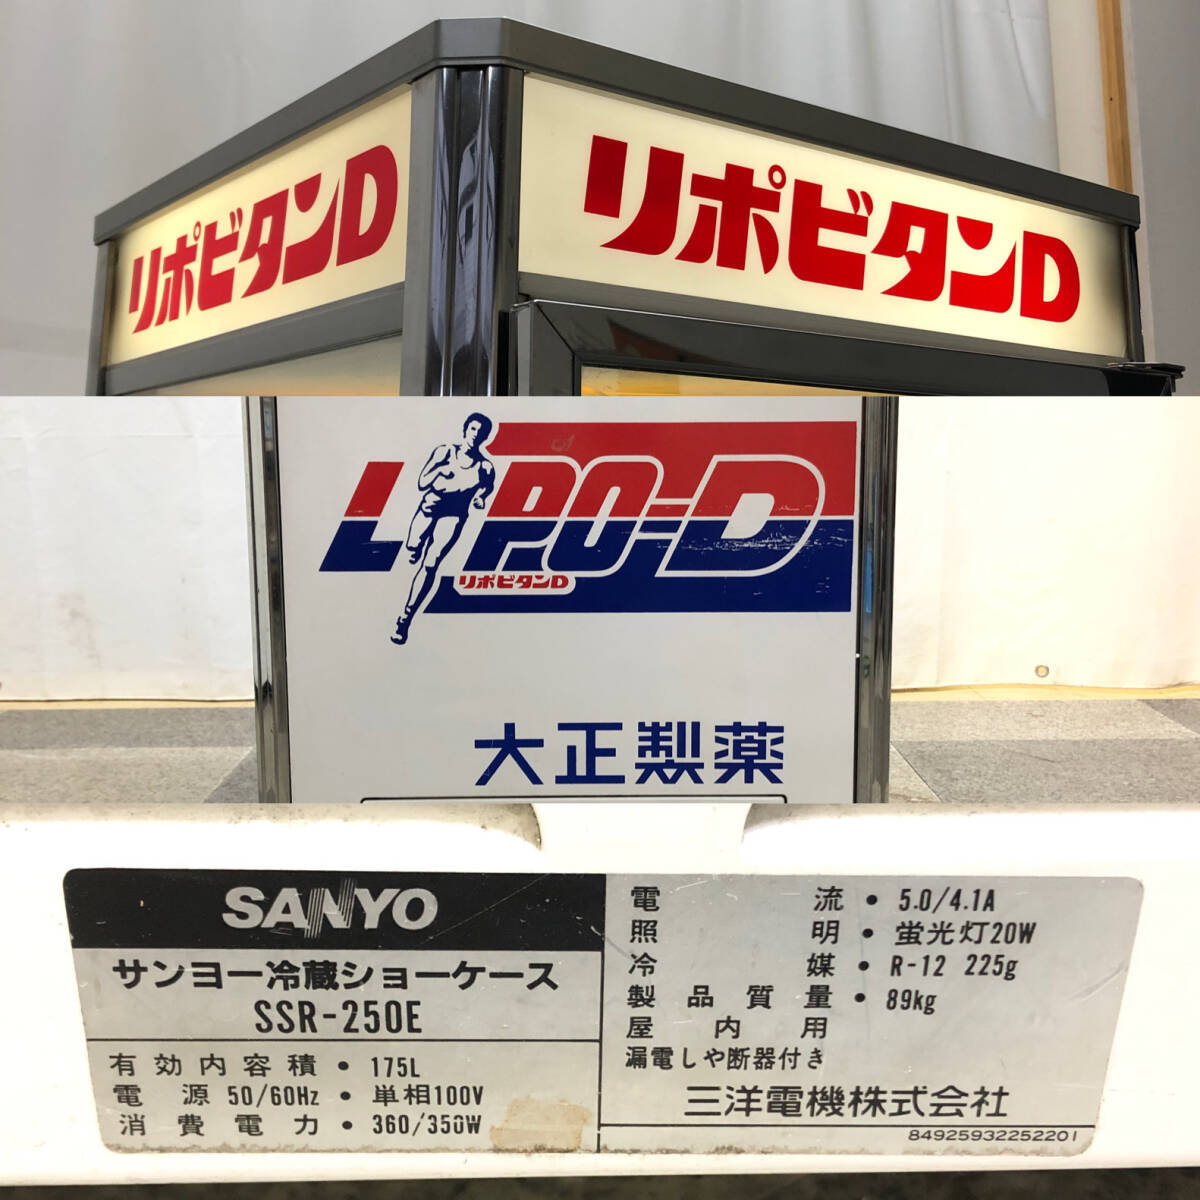 リポビタンD
リポビタンD
LIPO-D
リポビタンD
大正製薬
SANYO
サンヨー冷蔵ショーケース
SSR-250E
有効内容積・175L
電源 50/60Hz・単相100V
消費電力・360/350W
電流・5.0/4.1A
照明・蛍光灯20W
冷媒・R-12 225g
製品質量・89kg
屋内用
漏電しゃ断器付き
三洋電機株式会社
84925932252201